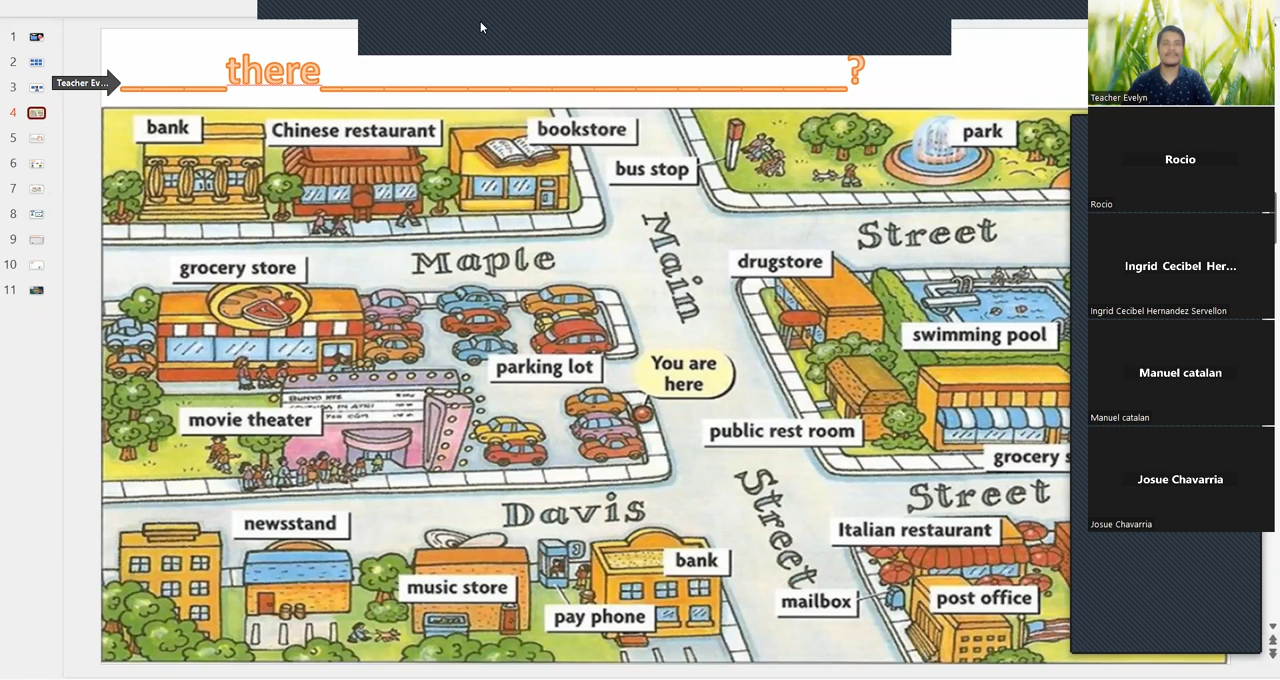 1
2
3
4
5
6
7
8
9
10
11
Teacher Ev...
______there______________________________?
bank
Chinese restaurant
bookstore
bus stop
park
Main
Street
Maple
grocery store
drugstore
swimming pool
parking lot
You are
here
movie theater
public rest room
grocery s
Davis
Street
Street
newsstand
Italian restaurant
music store
bank
pay phone
mailbox
post office
Teacher Evelyn
Rocio
Rocio
Ingrid Cecibel Her...
Ingrid Cecibel Hernandez Servellon
Manuel catalan
Manuel catalan
Josue Chavarria
Josue Chavarria